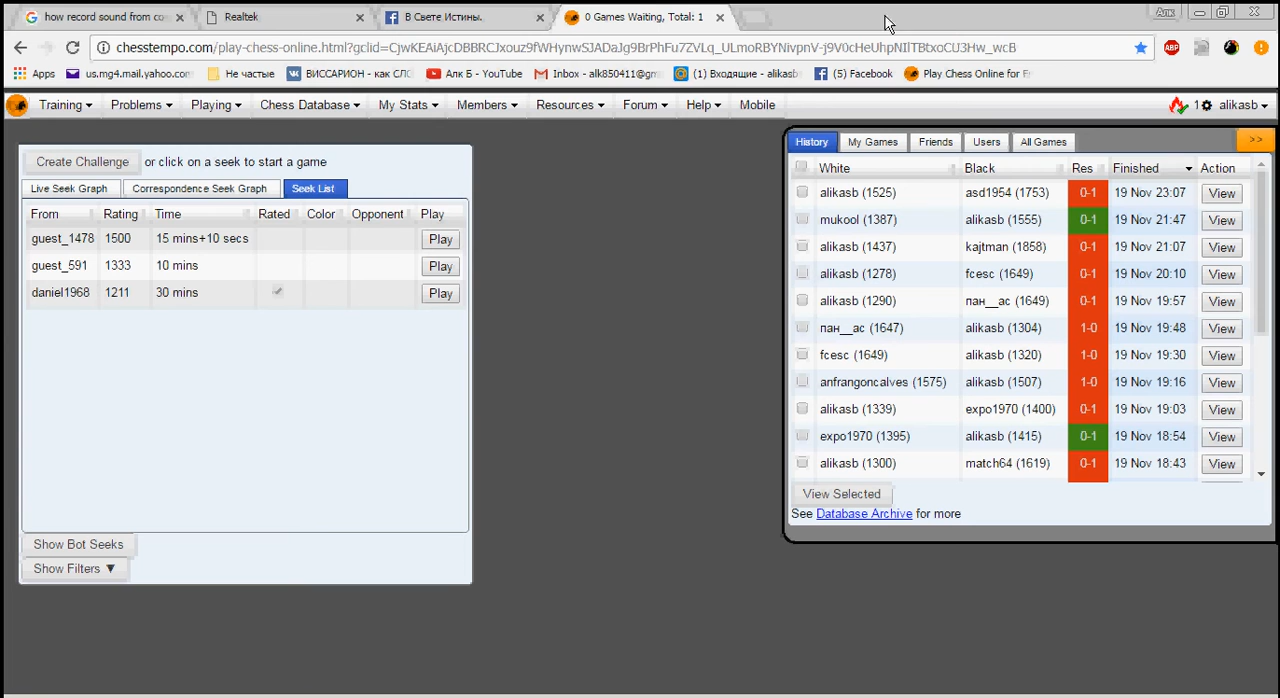 how record sound from co
Realtek
В Свете Истины.
0 Games Waiting, Total: 1
Алк
chesstempo.com/play-chess-online.html?gclid=CjwKEAiAjcDBBRCJxouz9fWHynwSJADaJg9BrPhFu7ZVLq_ULmoRBYNivpnV-j9V0cHeUhpNIlTBtxoCU3Hw_wcB
Apps us.mg4.mail.yahoo.com Не частые ВИССАРИОН - как СЛО Алк Б - YouTube Inbox - alk850411@gm (1) Входящие - alikasb (5) Facebook Play Chess Online for F
Training Problems Playing Chess Database My Stats Members Resources Forum Help Mobile 1 alikasb
Create Challenge or click on a seek to start a game
Live Seek Graph Correspondence Seek Graph Seek List
From Rating Time Rated Color Opponent Play
guest_1478 1500 15 mins+10 secs Play
guest_591 1333 10 mins Play
daniel1968 1211 30 mins Play
Show Bot Seeks
Show Filters ▼
History My Games Friends Users All Games >>
White Black Res Finished Action
alikasb (1525) asd1954 (1753) 0-1 19 Nov 23:07 View
mukool (1387) alikasb (1555) 0-1 19 Nov 21:47 View
alikasb (1437) kajtman (1858) 0-1 19 Nov 21:07 View
alikasb (1278) fcesc (1649) 0-1 19 Nov 20:10 View
alikasb (1290) пан__ас (1649) 0-1 19 Nov 19:57 View
пан__ас (1647) alikasb (1304) 1-0 19 Nov 19:48 View
fcesc (1649) alikasb (1320) 1-0 19 Nov 19:30 View
anfrangoncalves (1575) alikasb (1507) 1-0 19 Nov 19:16 View
alikasb (1339) expo1970 (1400) 0-1 19 Nov 19:03 View
expo1970 (1395) alikasb (1415) 0-1 19 Nov 18:54 View
alikasb (1300) match64 (1619) 0-1 19 Nov 18:43 View
View Selected
See Database Archive for more